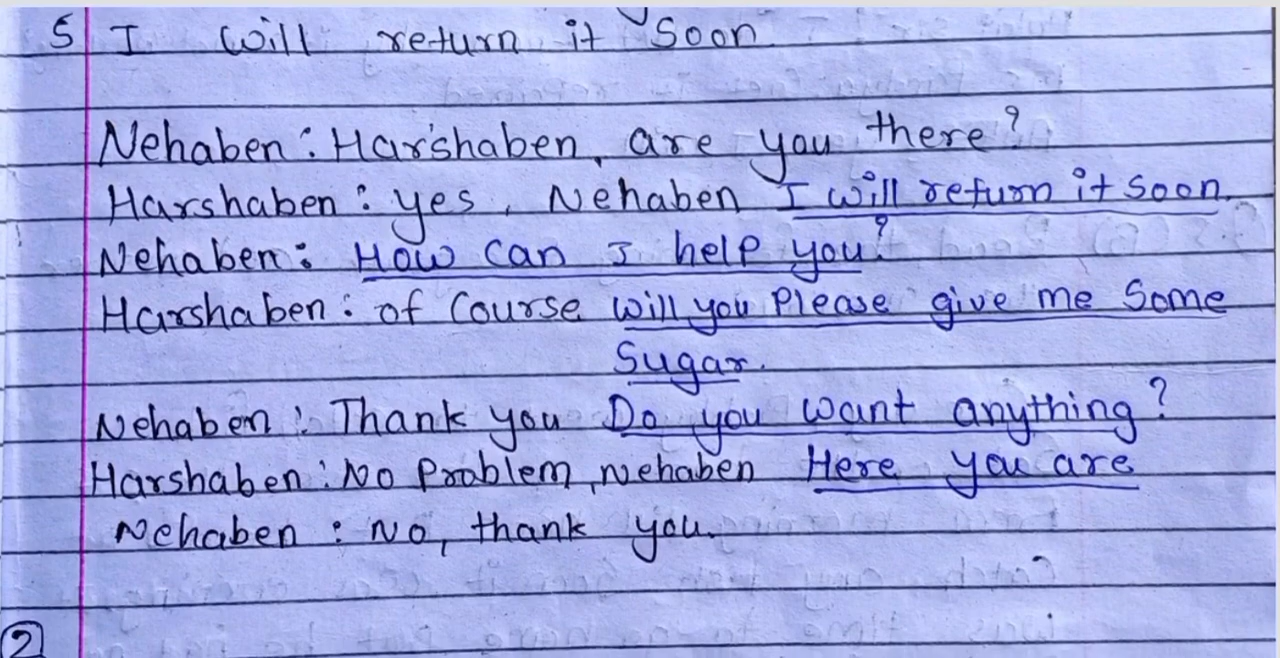 5 I will return it soon
Nehaben : Harshaben, are you there?
Harshaben : yes, Nehaben I will return it soon.
Nehaben : How can I help you?
Harshaben : of Course will you Please give me Some
Sugar.
Nehaben : Thank you Do you want anything?
Harshaben : No Problem, Nehaben Here you are
Nehaben : No, thank you.
2